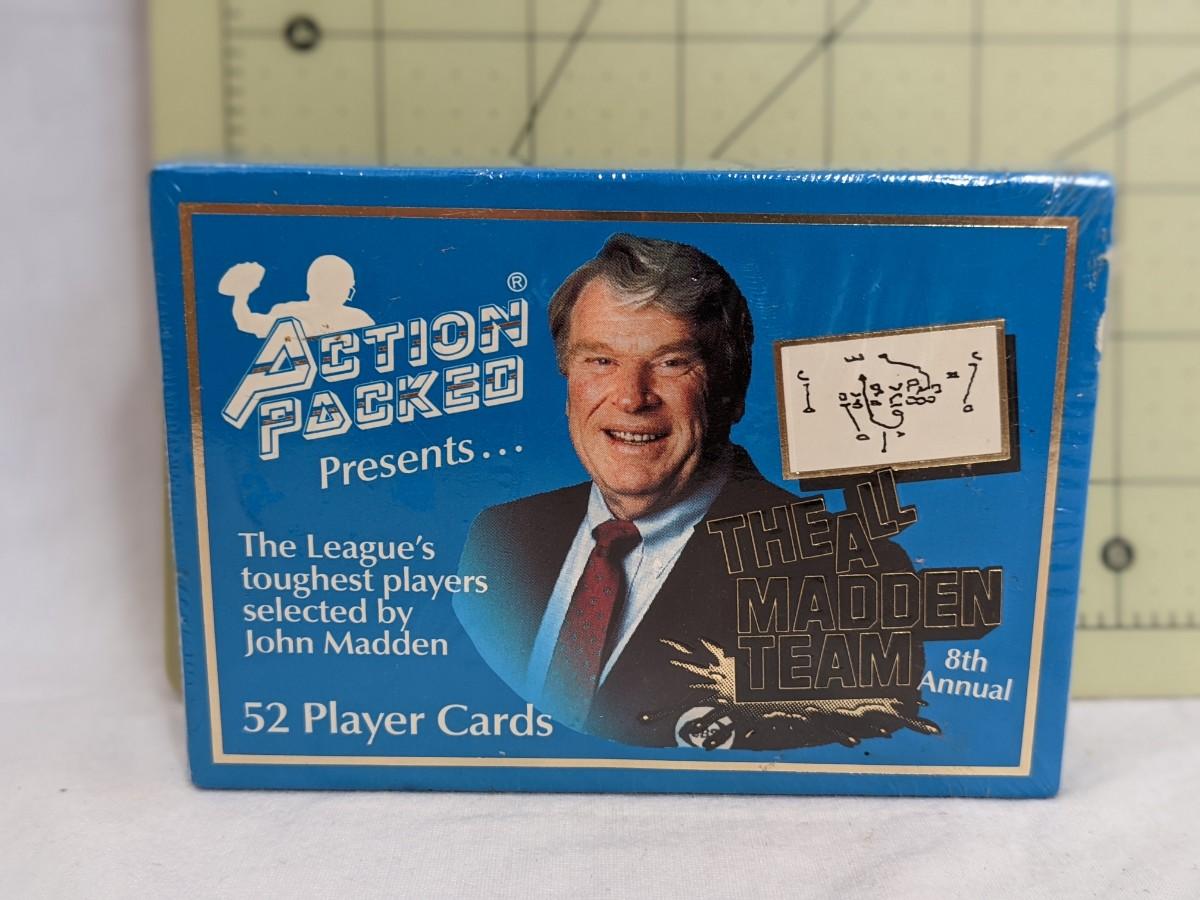 ACTION
PACKED®
Presents...
The League's
toughest players
selected by
John Madden
52 Player Cards
THE ALL
MADDEN
TEAM
8th
Annual